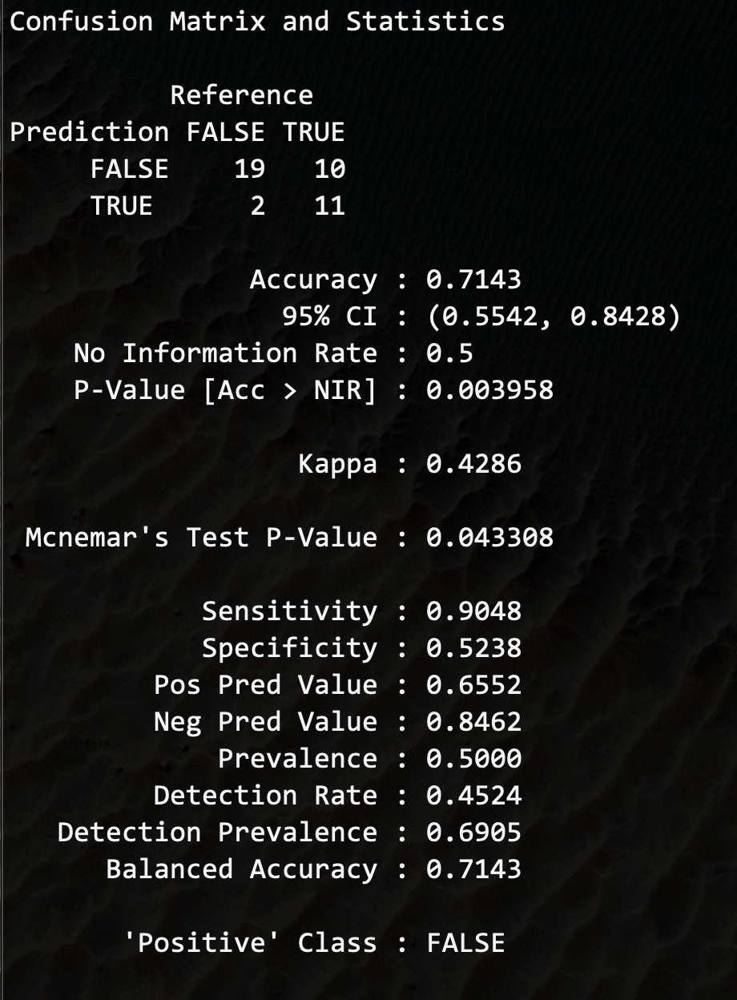 Confusion Matrix and Statistics
Reference
Prediction FALSE TRUE
FALSE 19 10
TRUE 2 11
Accuracy : 0.7143
95% CI : (0.5542, 0.8428)
No Information Rate : 0.5
P-Value [Acc > NIR] : 0.003958
Kappa : 0.4286
Mcnemar's Test P-Value : 0.043308
Sensitivity : 0.9048
Specificity : 0.5238
Pos Pred Value : 0.6552
Neg Pred Value : 0.8462
Prevalence : 0.5000
Detection Rate : 0.4524
Detection Prevalence : 0.6905
Balanced Accuracy : 0.7143
'Positive' Class : FALSE